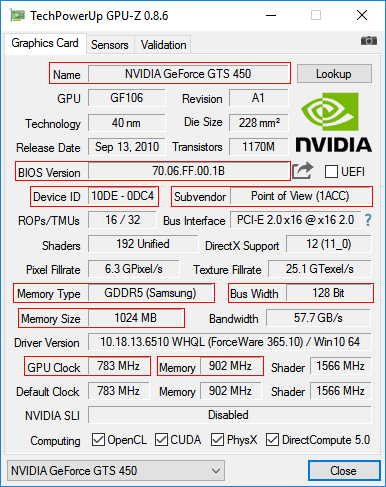 TechPowerUp GPU-Z 0.8.6
Graphics Card Sensors Validation
Name NVIDIA GeForce GTS 450 Lookup
GPU GF106 Revision A1
Technology 40 nm Die Size 228 mm²
Release Date Sep 13, 2010 Transistors 1170M
NVIDIA
BIOS Version 70.06.FF.00.1B UEFI
Device ID 10DE - 0DC4 Subvendor Point of View (1ACC)
ROPs/TMUs 16 / 32 Bus Interface PCI-E 2.0 x16 @ x16 2.0 ?
Shaders 192 Unified DirectX Support 12 (11_0)
Pixel Fillrate 6.3 GPixel/s Texture Fillrate 25.1 GTexel/s
Memory Type GDDR5 (Samsung) Bus Width 128 Bit
Memory Size 1024 MB Bandwidth 57.7 GB/s
Driver Version 10.18.13.6510 WHQL (ForceWare 365.10) / Win10 64
GPU Clock 783 MHz Memory 902 MHz Shader 1566 MHz
Default Clock 783 MHz Memory 902 MHz Shader 1566 MHz
NVIDIA SLI Disabled
Computing OpenCL CUDA PhysX DirectCompute 5.0
NVIDIA GeForce GTS 450 Close